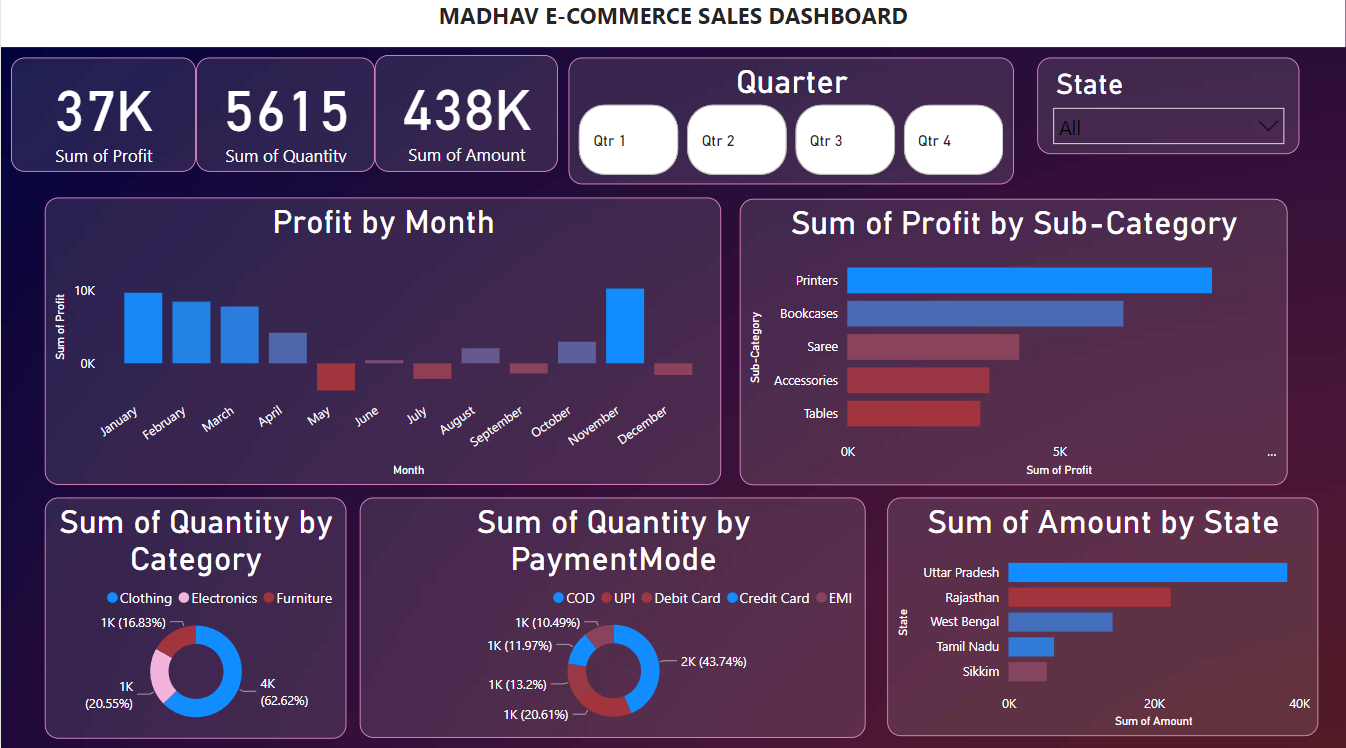 MADHAV E-COMMERCE SALES DASHBOARD
37K
Sum of Profit
5615
Sum of Quantity
438K
Sum of Amount
Quarter
Qtr 1
Qtr 2
Qtr 3
Qtr 4
State
All
Profit by Month
Sum of Profit
10K
0K
January
February
March
April
May
June
July
August
September
October
November
December
Month
Sum of Profit by Sub-Category
Sub-Category
Printers
Bookcases
Saree
Accessories
Tables
0K
5K
...
Sum of Profit
Sum of Quantity by
Category
Clothing Electronics Furniture
1K (16.83%)
1K
(20.55%)
4K
(62.62%)
Sum of Quantity by
PaymentMode
COD UPI Debit Card Credit Card EMI
1K (10.49%)
1K (11.97%)
2K (43.74%)
1K (13.2%)
1K (20.61%)
Sum of Amount by State
State
Uttar Pradesh
Rajasthan
West Bengal
Tamil Nadu
Sikkim
0K
20K
40K
Sum of Amount